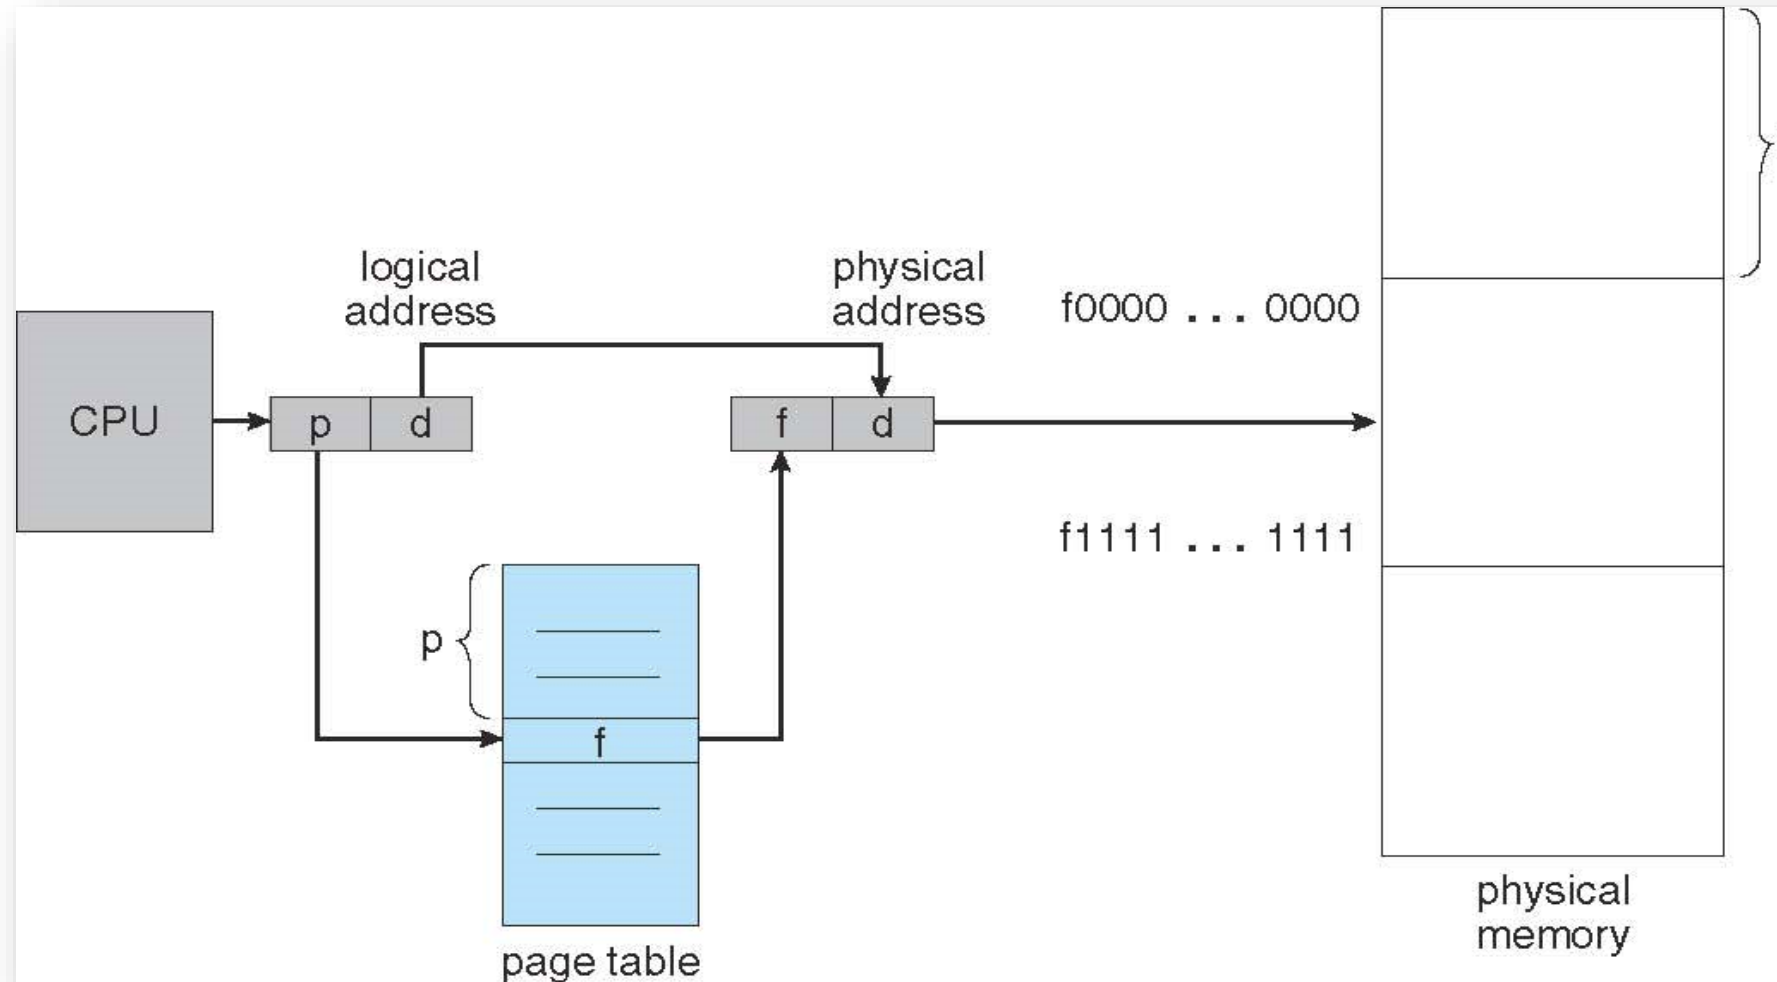 logical
address
physical
address
f0000 ... 0000
CPU
p
d
f
d
f1111 ... 1111
p
f
physical
memory
page table